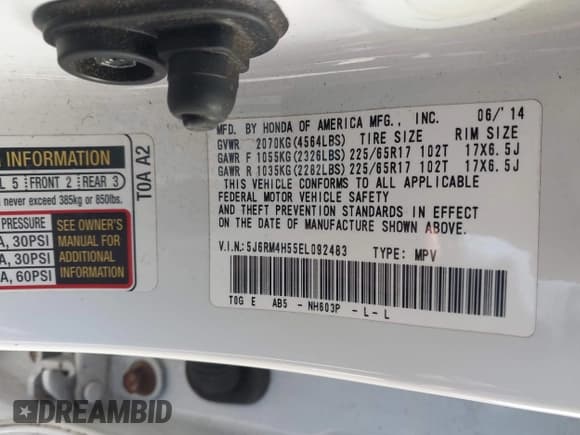 MFD. BY HONDA OF AMERICA MFG., INC. 06/'14
GVWR 2070KG(4564LBS) TIRE SIZE RIM SIZE
GAWR F 1055KG(2326LBS) 225/65R17 102T 17X6.5J
GAWR R 1035KG(2282LBS) 225/65R17 102T 17X6.5J
THIS VEHICLE CONFORMS TO ALL APPLICABLE
FEDERAL MOTOR VEHICLE SAFETY
AND THEFT PREVENTION STANDARDS IN EFFECT
ON THE DATE OF MANUFACTURE SHOWN ABOVE.
V.I.N.: 5J6RM4H55EL092483 TYPE: MPV
T0G E AB5 - NH603P - L - L
INFORMATION
5 FRONT 2 REAR 3
never exceed 385kg or 850lbs.
PRESSURE
, 30PSI
, 30PSI
, 60PSI
SEE OWNER'S
MANUAL FOR
ADDITIONAL
INFORMATION
T0A A2
DREAMBID